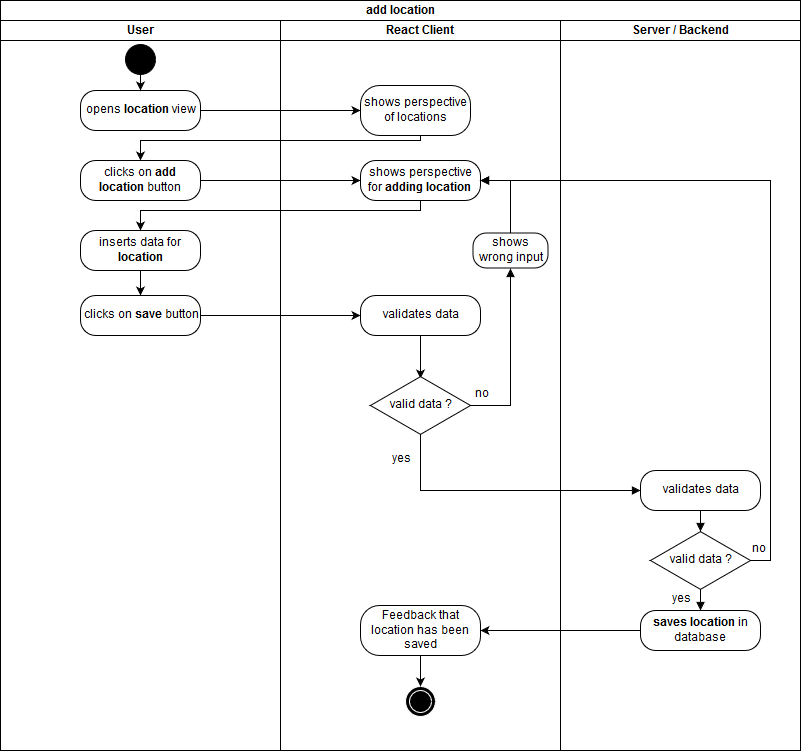 add location
User
React Client
Server / Backend
opens location view
shows perspective
of locations
clicks on add
location button
shows perspective
for adding location
inserts data for
location
shows
wrong input
clicks on save button
validates data
valid data ?
no
yes
validates data
valid data ?
no
yes
saves location in
database
Feedback that
location has been
saved